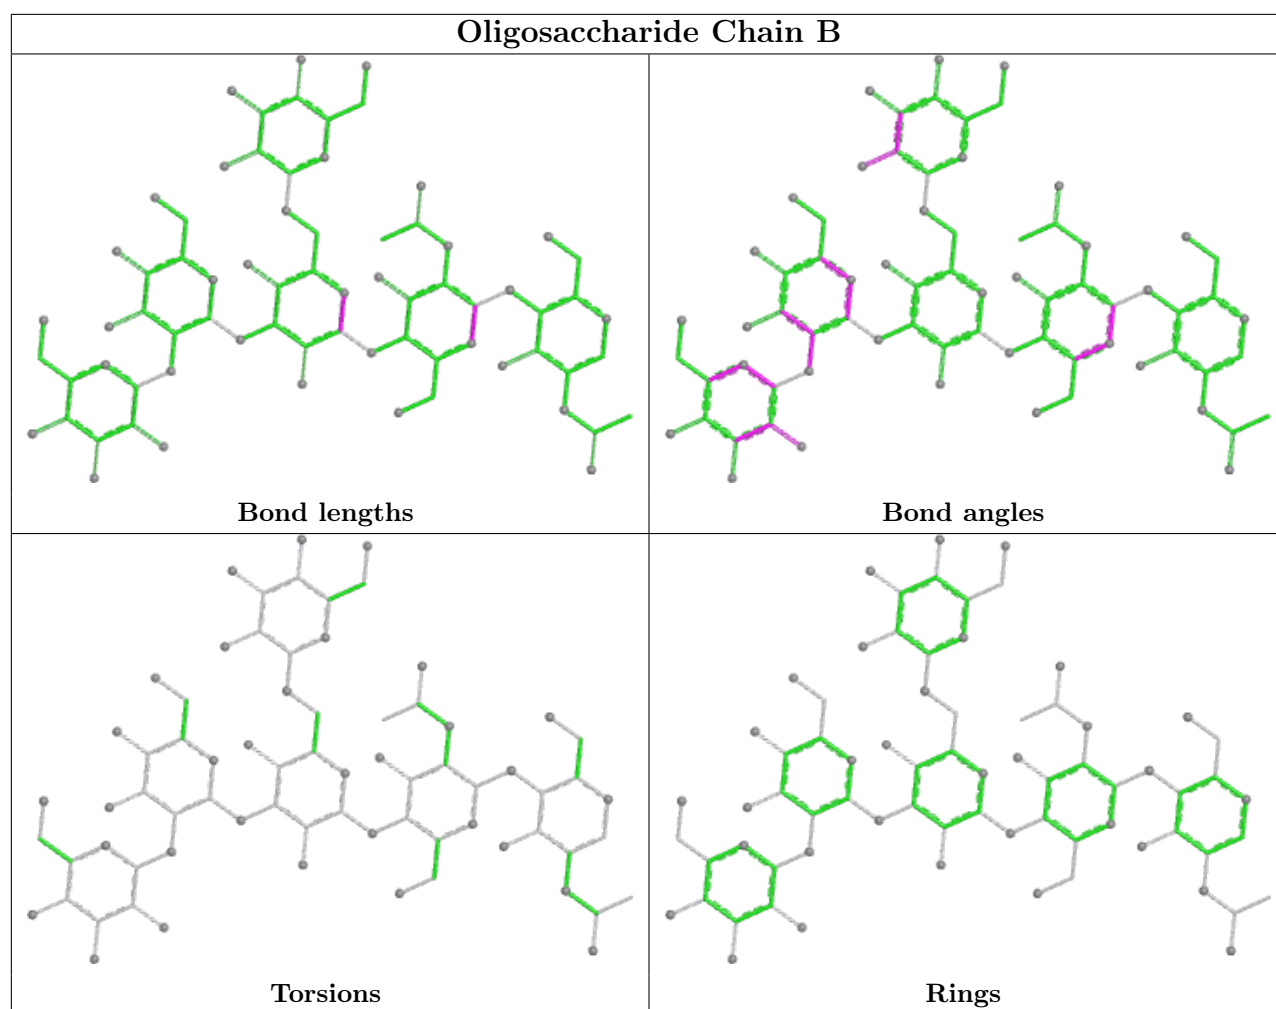 Oligosaccharide Chain B
Bond lengths
Bond angles
Torsions
Rings